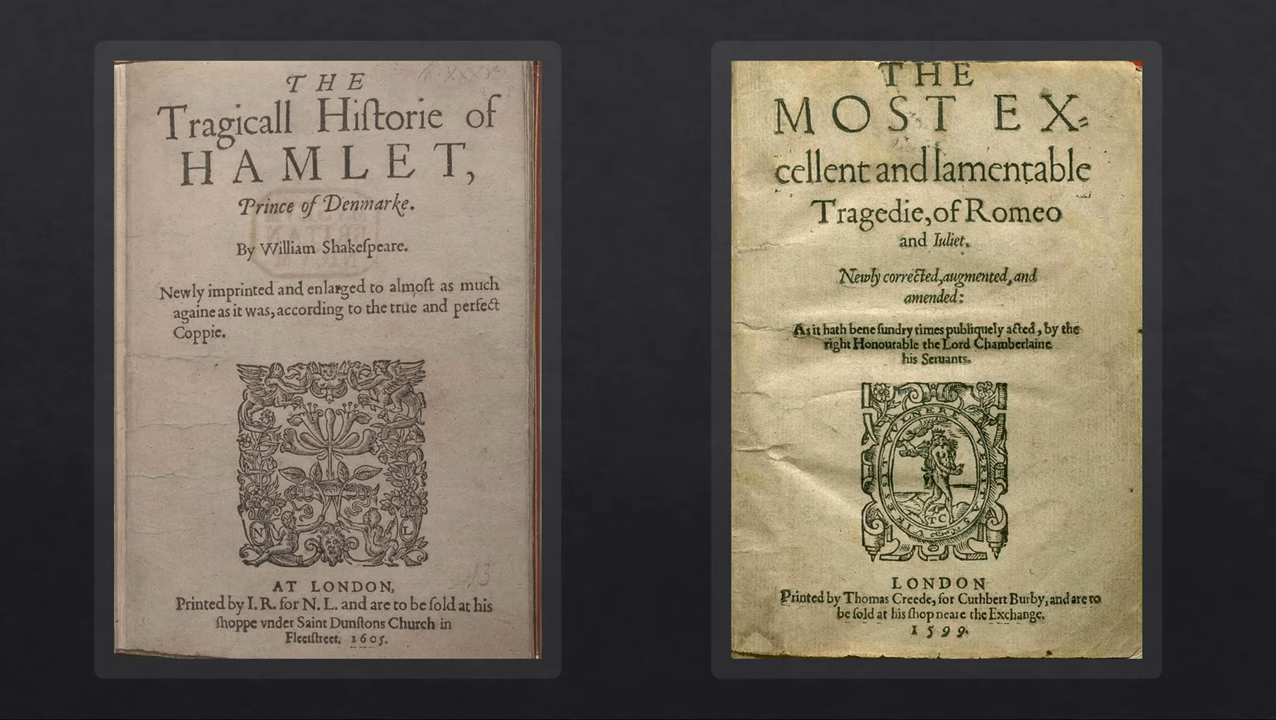 THE
Tragicall Hiſtorie of
HAMLET,
Prince of Denmarke.
By William Shakeſpeare.
Newly imprinted and enlarged to almoſt as much
againe as it was, according to the true and perfect
Coppie.
AT LONDON,
Printed by I. R. for N. L. and are to be ſold at his
ſhoppe vnder Saint Dunſtons Church in
Fleetſtreet. 1605.
THE
MOST EX-
cellent and lamentable
Tragedie, of Romeo
and Iuliet.
Newly corrected, augmented, and
amended:
As it hath bene ſundry times publiquely acted, by the
right Honourable the Lord Chamberlaine
his Seruants.
TC
LONDON
Printed by Thomas Creede, for Cuthbert Burby, and are to
be ſold at his ſhop neare the Exchange.
1599.